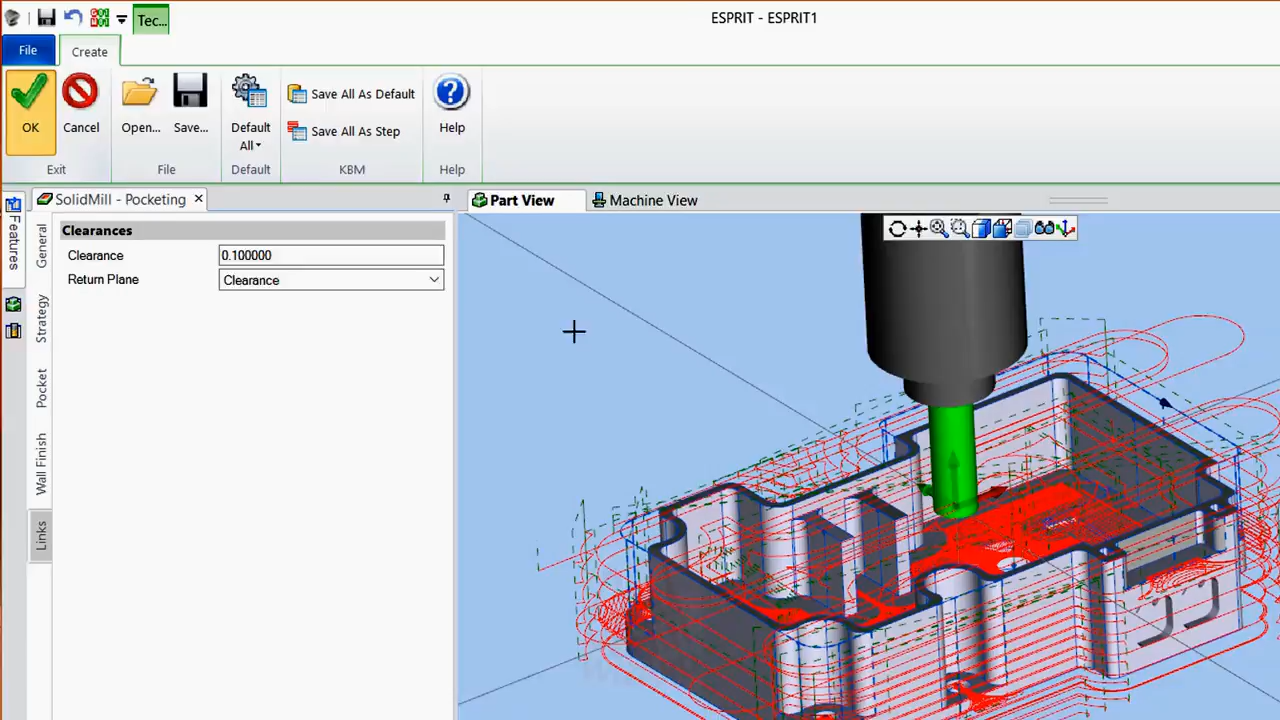 Tec...
ESPRIT - ESPRIT1
File
Create
OK
Cancel
Open...
Save...
Default
All
Save All As Default
Save All As Step
Help
Exit
File
Default
KBM
Help
SolidMill - Pocketing
Part View
Machine View
Features
General
Strategy
Pocket
Wall Finish
Links
Clearances
Clearance
0.100000
Return Plane
Clearance